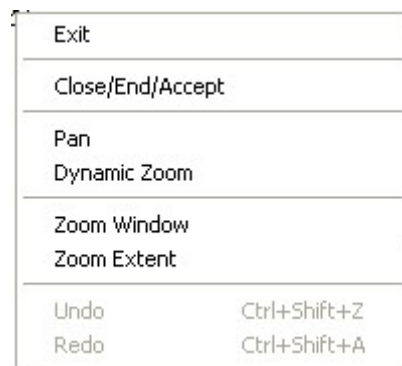 Exit
Close/End/Accept
Pan
Dynamic Zoom
Zoom Window
Zoom Extent
Undo Ctrl+Shift+Z
Redo Ctrl+Shift+A